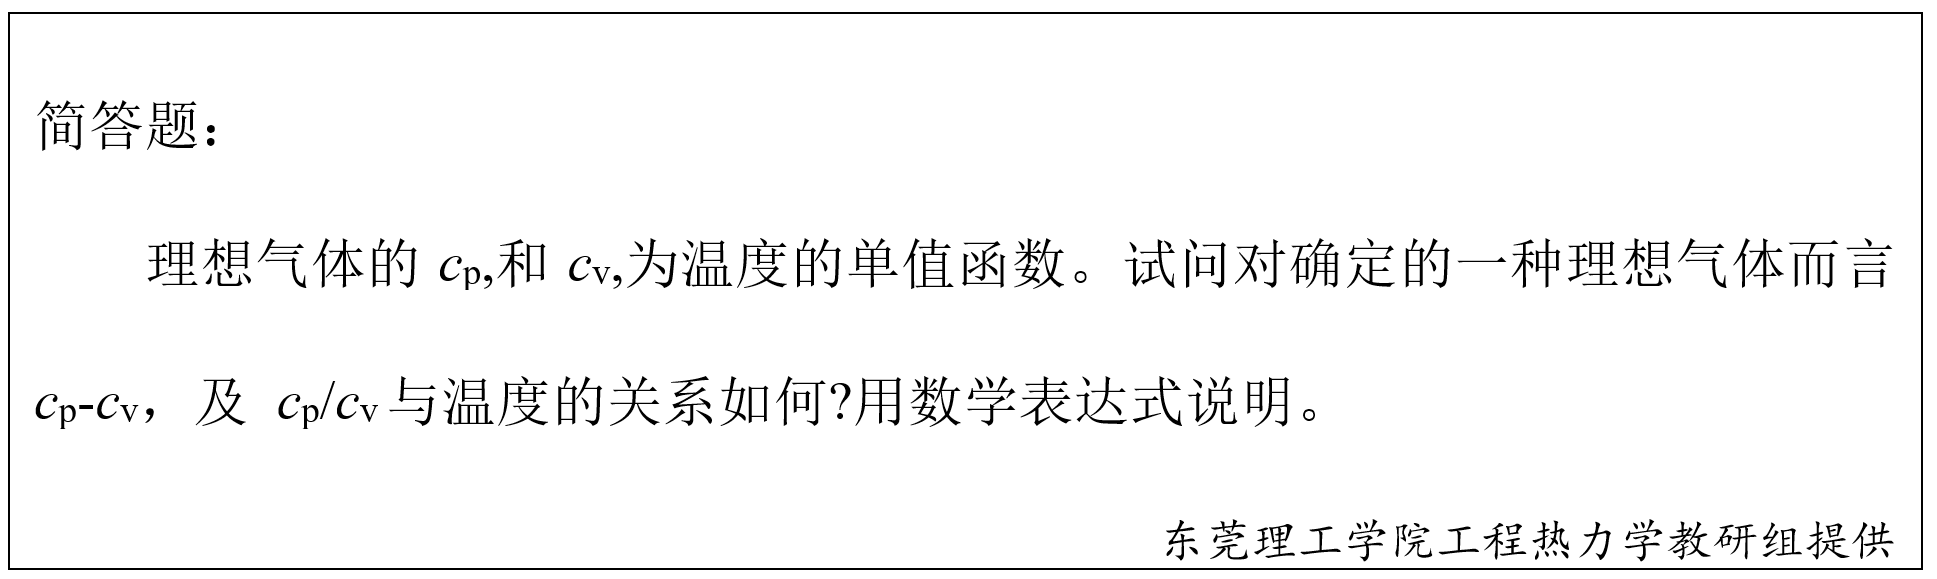 简答题：
理想气体的 cp,和 cv,为温度的单值函数。试问对确定的一种理想气体而言
cp-cv，及 cp/cv 与温度的关系如何?用数学表达式说明。
东莞理工学院工程热力学教研组提供